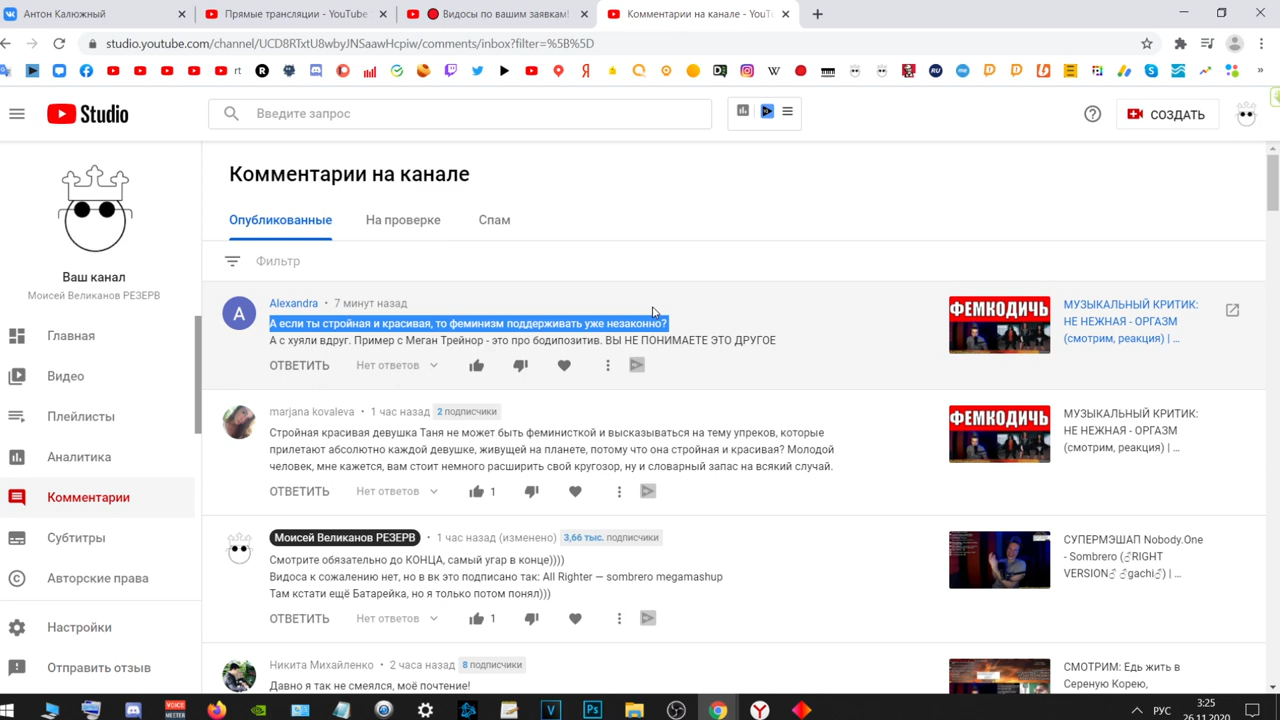 Антон Калюжный
Прямые трансляции - YouTube
Видосы по вашим заявкам!
Комментарии на канале - YouTu
studio.youtube.com/channel/UCD8RTxtU8wbyJNSaawHcpiw/comments/inbox?filter=%5B%5D
rt
Studio
Введите запрос
СОЗДАТЬ
Ваш канал
Моисей Великанов РЕЗЕРВ
Главная
Видео
Плейлисты
Аналитика
Комментарии
Субтитры
Авторские права
Настройки
Отправить отзыв
Комментарии на канале
Опубликованные
На проверке
Спам
Фильтр
A
Alexandra • 7 минут назад
А если ты стройная и красивая, то феминизм поддерживать уже незаконно?
А с хуяли вдруг. Пример с Меган Трейнор - это про бодипозитив. ВЫ НЕ ПОНИМАЕТЕ ЭТО ДРУГОЕ
ОТВЕТИТЬ Нет ответов
ФЕМКОДИЧЬ
МУЗЫКАЛЬНЫЙ КРИТИК:
НЕ НЕЖНАЯ - ОРГАЗМ
(смотрим, реакция) | ...
marjana kovaleva • 1 час назад 2 подписчики
Стройная красивая девушка Таня не может быть феминисткой и высказываться на тему упреков, которые
прилетают абсолютно каждой девушке, живущей на планете, потому что она стройная и красивая? Молодой
человек, мне кажется, вам стоит немного расширить свой кругозор, ну и словарный запас на всякий случай.
ОТВЕТИТЬ Нет ответов 1
ФЕМКОДИЧЬ
МУЗЫКАЛЬНЫЙ КРИТИК:
НЕ НЕЖНАЯ - ОРГАЗМ
(смотрим, реакция) | ...
Моисей Великанов РЕЗЕРВ • 1 час назад (изменено) 3,66 тыс. подписчики
Смотрите обязательно до КОНЦА, самый угар в конце))))
Видоса к сожалению нет, но в вк это подписано так: All Righter — sombrero megamashup
Там кстати ещё Батарейка, но я только потом понял)))
ОТВЕТИТЬ Нет ответов 1
СУПЕРМЭШАП Nobody.One
- Sombrero (♂RIGHT
VERSION♂ ♂gachi♂) | ...
Никита Михайленко • 2 часа назад 8 подписчики
Давно я так не смеялся, моё почтение!
СМОТРИМ: Едь жить в
Серeную Корею,
VOICE
MEETER
РУС
3:25
26.11.2020